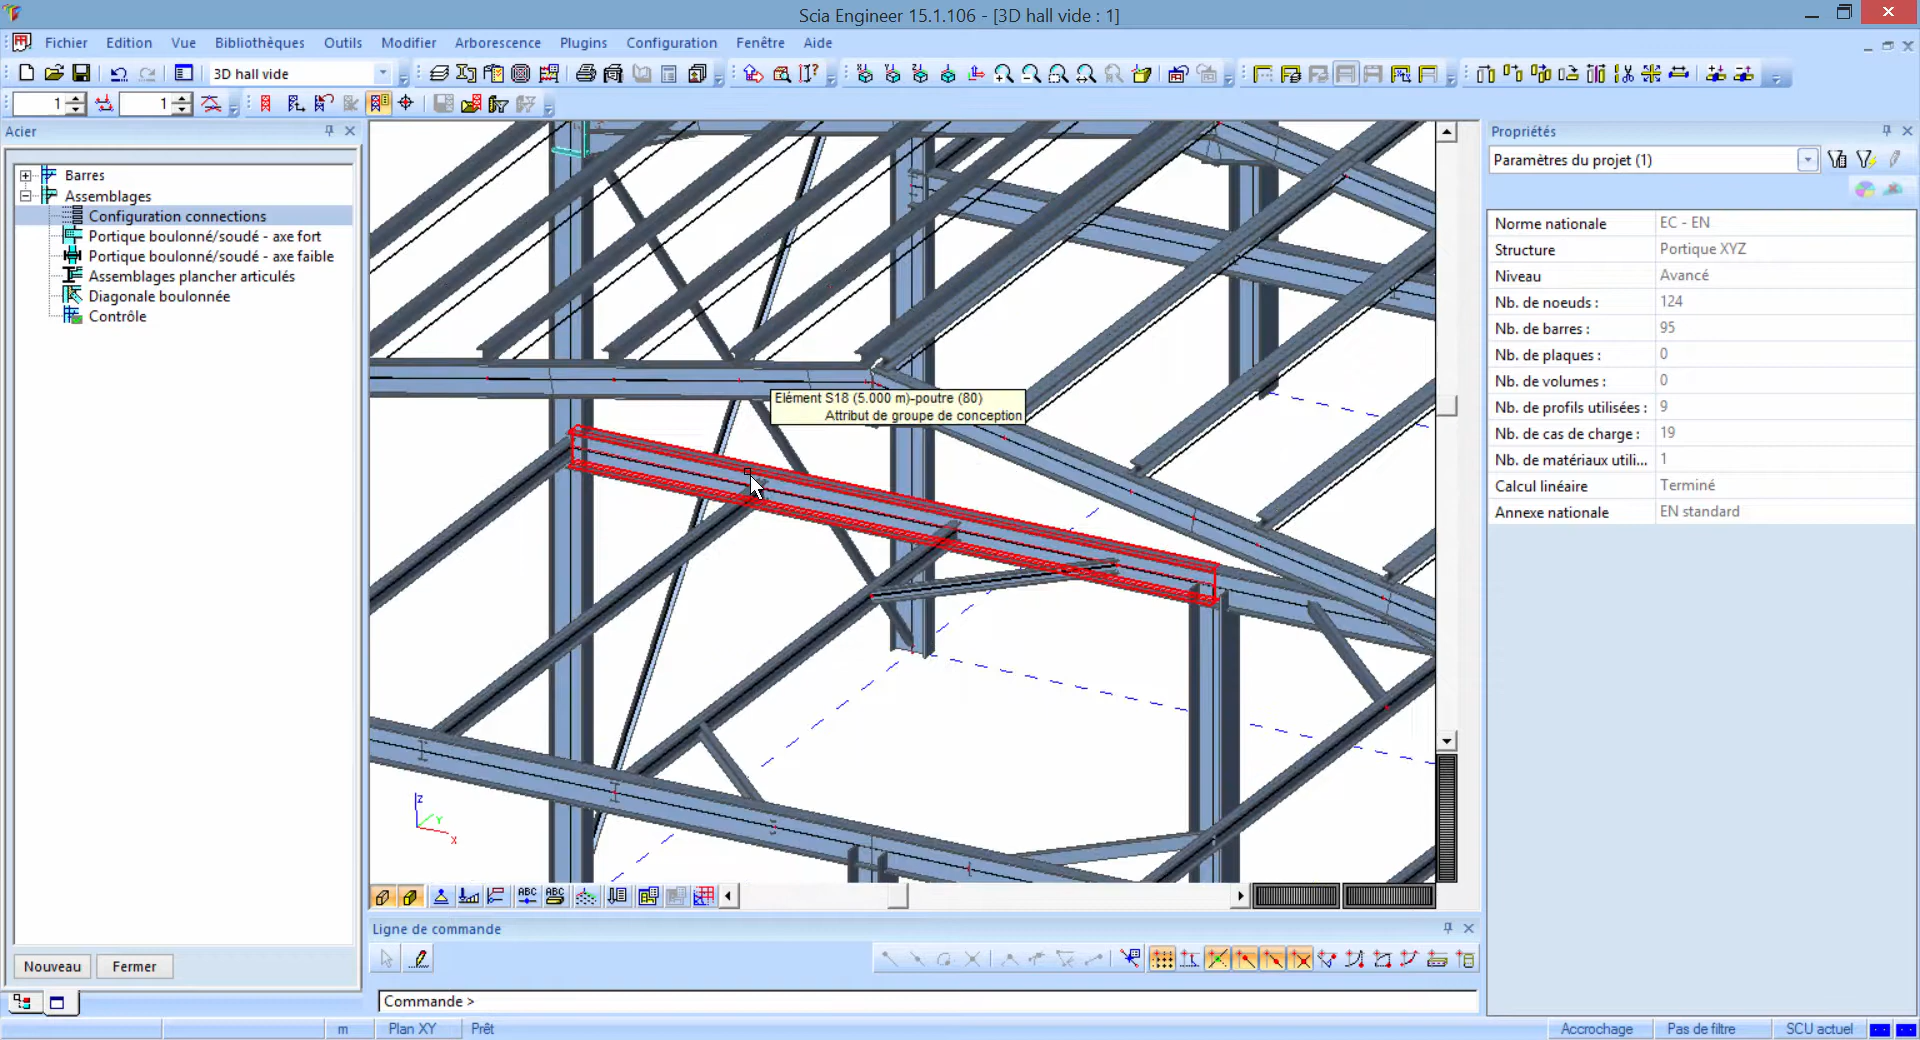 Scia Engineer 15.1.106 - [3D hall vide : 1]
Fichier Edition Vue Bibliothèques Outils Modifier Arborescence Plugins Configuration Fenêtre Aide
3D hall vide
1 1
Acier
Barres
Assemblages
Configuration connections
Portique boulonné/soudé - axe fort
Portique boulonné/soudé - axe faible
Assemblages plancher articulés
Diagonale boulonnée
Contrôle
Nouveau Fermer
Elément S18 (5.000 m)-poutre (80)
Attribut de groupe de conception
Z
Y
X
ABC ABC
Propriétés
Paramètres du projet (1)
Norme nationale EC - EN
Structure Portique XYZ
Niveau Avancé
Nb. de noeuds : 124
Nb. de barres : 95
Nb. de plaques : 0
Nb. de volumes : 0
Nb. de profils utilisées : 9
Nb. de cas de charge : 19
Nb. de matériaux utili... 1
Calcul linéaire Terminé
Annexe nationale EN standard
Ligne de commande
Commande >
m Plan XY Prêt Accrochage Pas de filtre SCU actuel